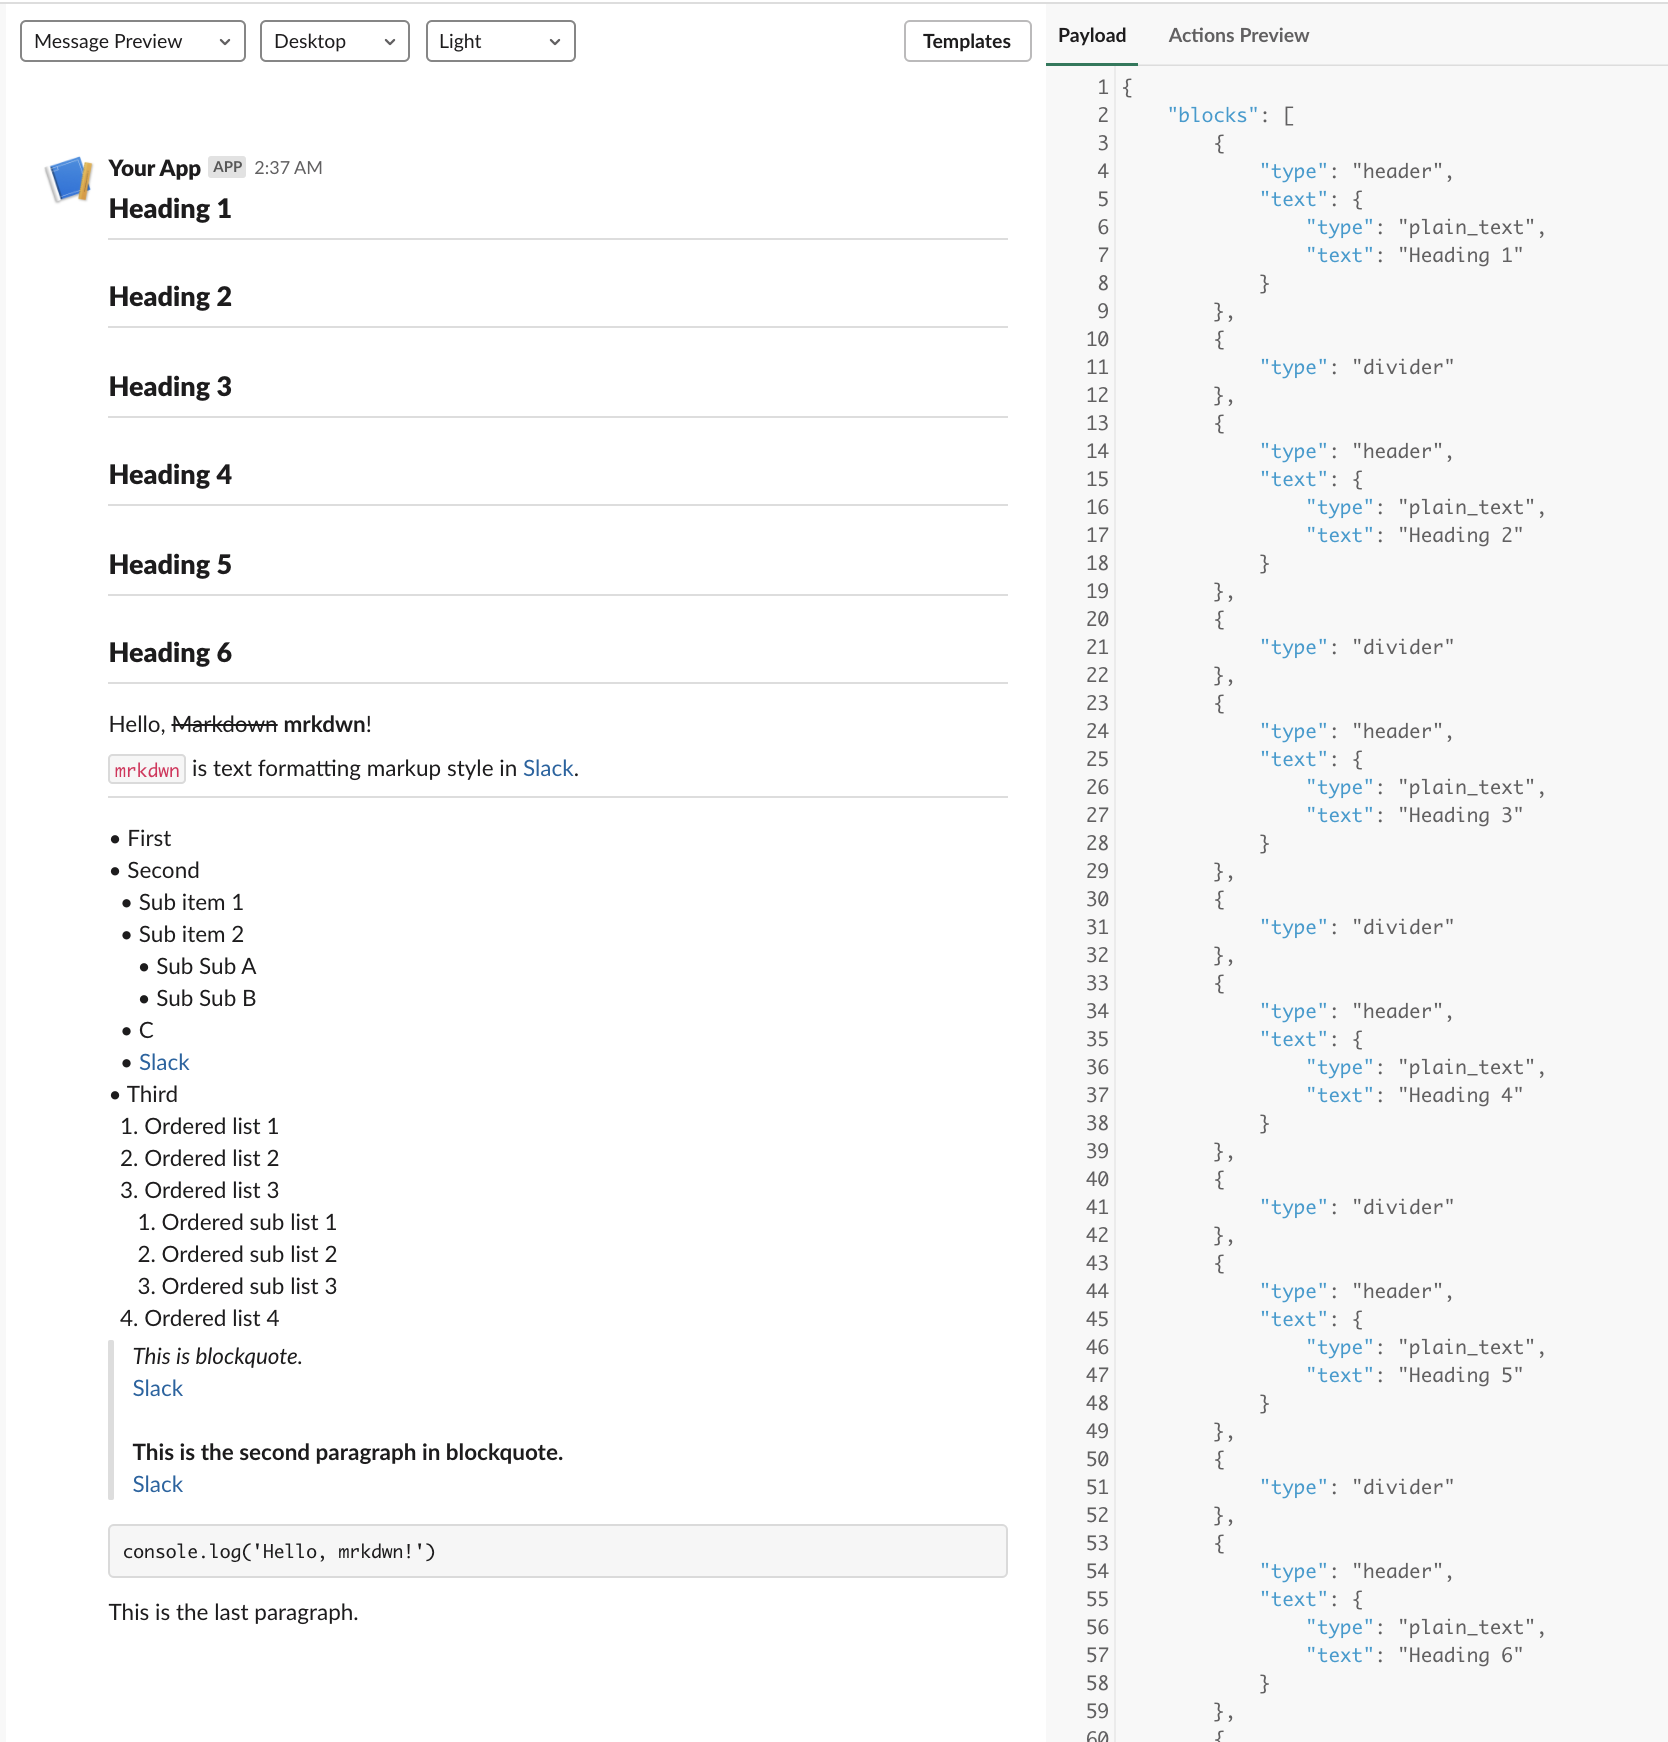 Message Preview
Desktop
Light
Templates
Your App APP 2:37 AM
Heading 1
Heading 2
Heading 3
Heading 4
Heading 5
Heading 6
Hello, Markdown mrkdwn!
mrkdwn is text formatting markup style in Slack.
• First
• Second
• Sub item 1
• Sub item 2
• Sub Sub A
• Sub Sub B
• C
• Slack
• Third
1. Ordered list 1
2. Ordered list 2
3. Ordered list 3
1. Ordered sub list 1
2. Ordered sub list 2
3. Ordered sub list 3
4. Ordered list 4
This is blockquote.
Slack
This is the second paragraph in blockquote.
Slack
console.log('Hello, mrkdwn!')
This is the last paragraph.
Payload
Actions Preview
1 {
2 "blocks": [
3 {
4 "type": "header",
5 "text": {
6 "type": "plain_text",
7 "text": "Heading 1"
8 }
9 },
10 {
11 "type": "divider"
12 },
13 {
14 "type": "header",
15 "text": {
16 "type": "plain_text",
17 "text": "Heading 2"
18 }
19 },
20 {
21 "type": "divider"
22 },
23 {
24 "type": "header",
25 "text": {
26 "type": "plain_text",
27 "text": "Heading 3"
28 }
29 },
30 {
31 "type": "divider"
32 },
33 {
34 "type": "header",
35 "text": {
36 "type": "plain_text",
37 "text": "Heading 4"
38 }
39 },
40 {
41 "type": "divider"
42 },
43 {
44 "type": "header",
45 "text": {
46 "type": "plain_text",
47 "text": "Heading 5"
48 }
49 },
50 {
51 "type": "divider"
52 },
53 {
54 "type": "header",
55 "text": {
56 "type": "plain_text",
57 "text": "Heading 6"
58 }
59 },
60 {